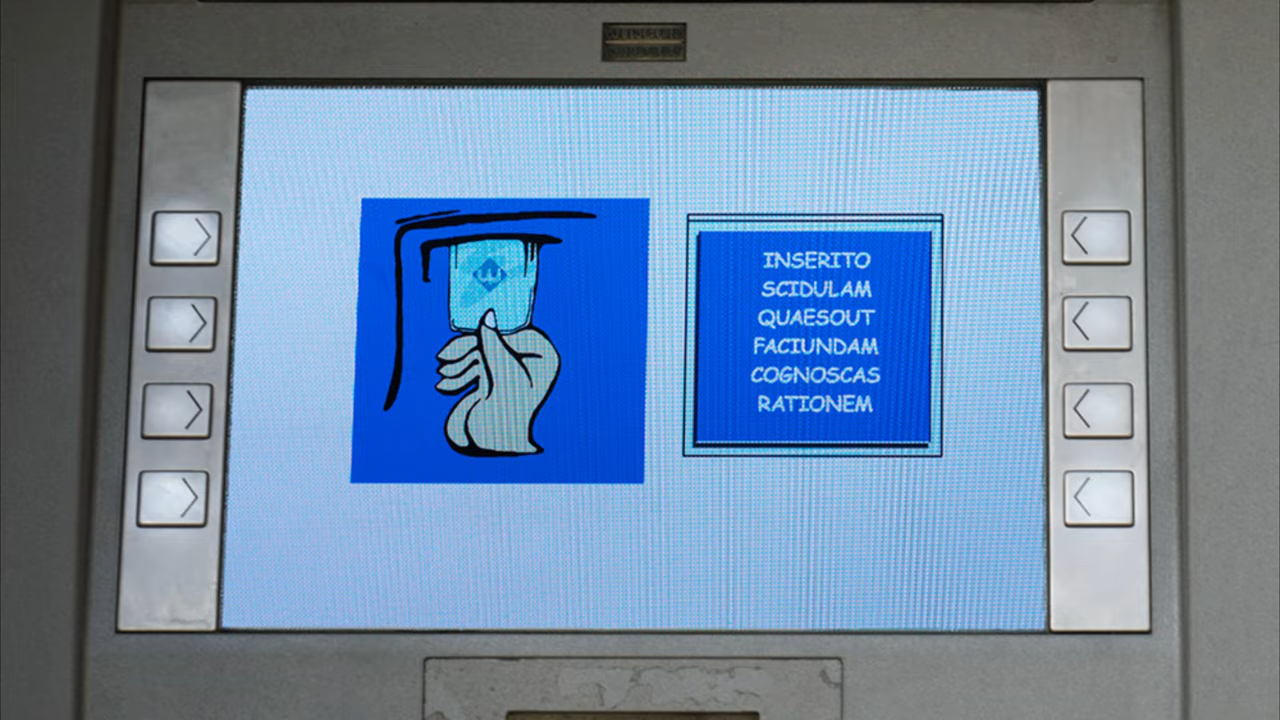 INSERITO
SCIDULAM
QUAESOUT
FACIUNDAM
COGNOSCAS
RATIONEM